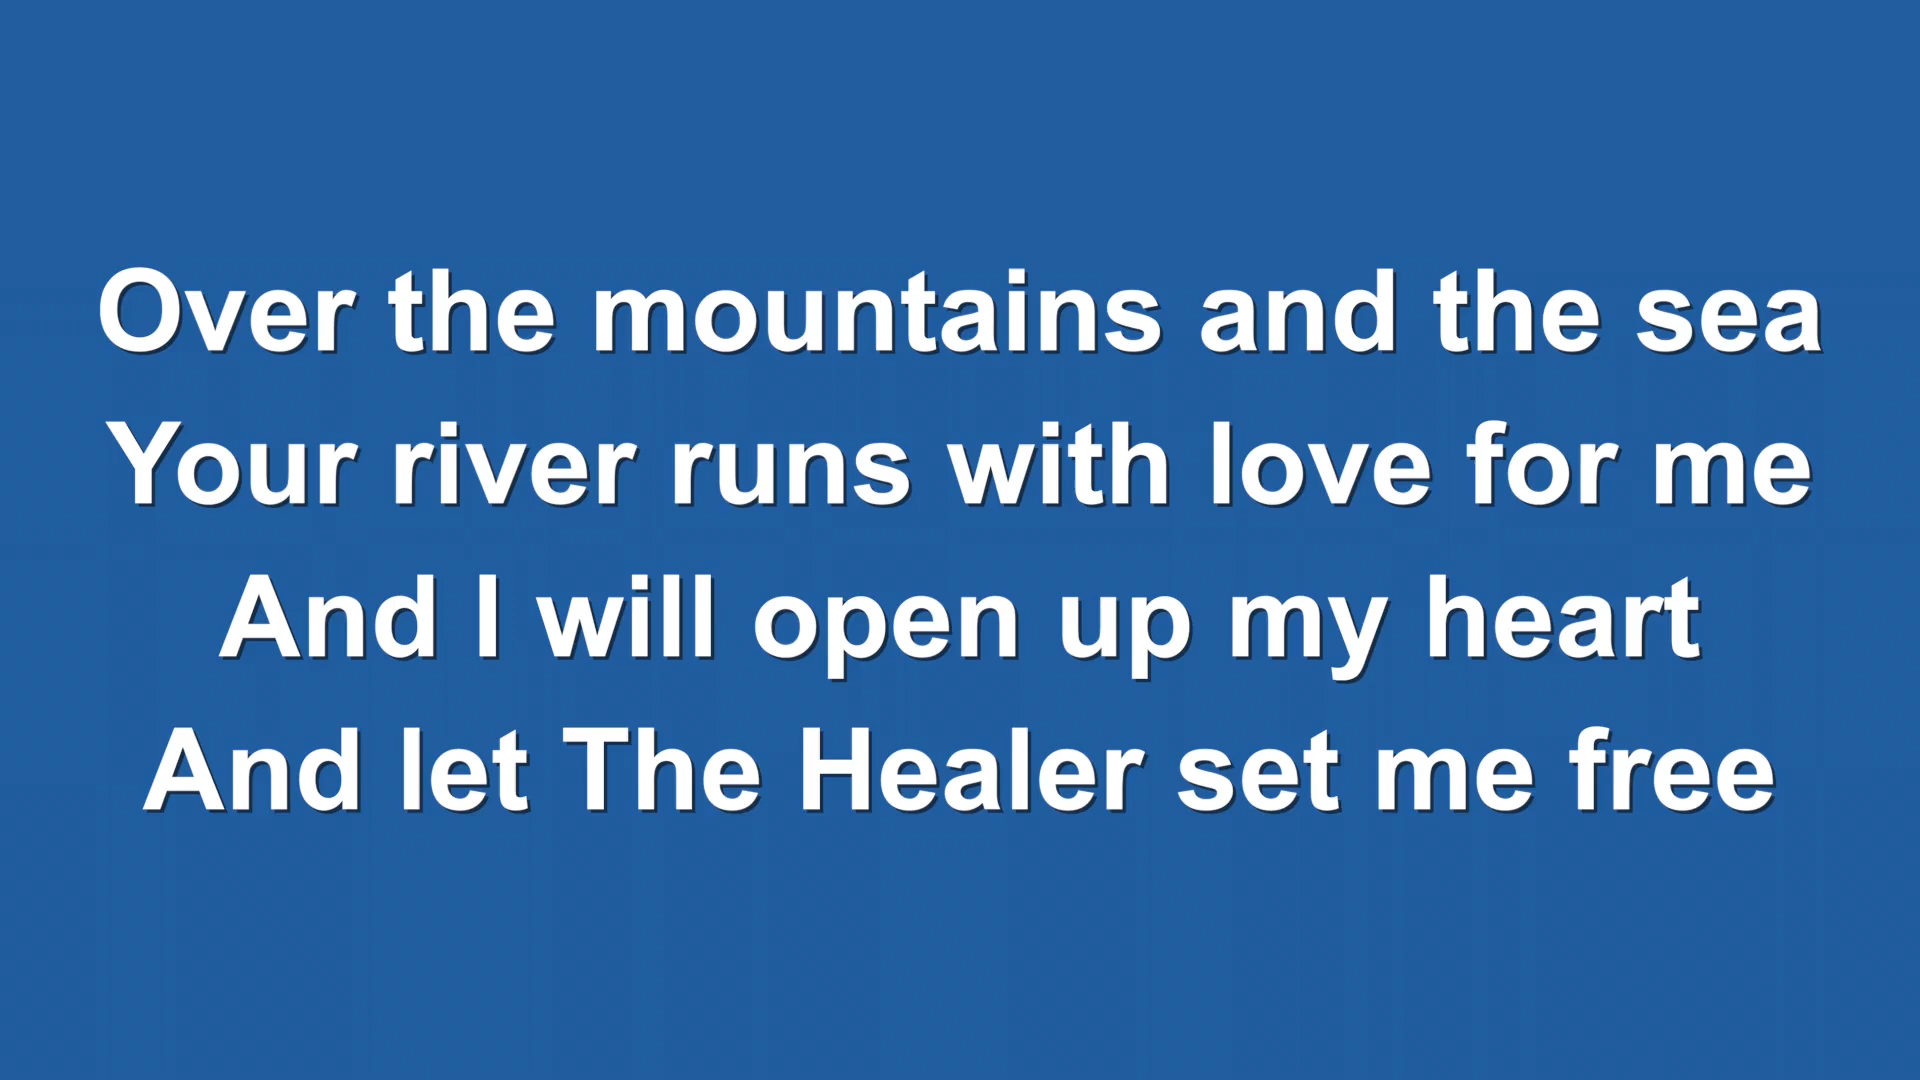 Over the mountains and the sea
Your river runs with love for me
And I will open up my heart
And let The Healer set me free